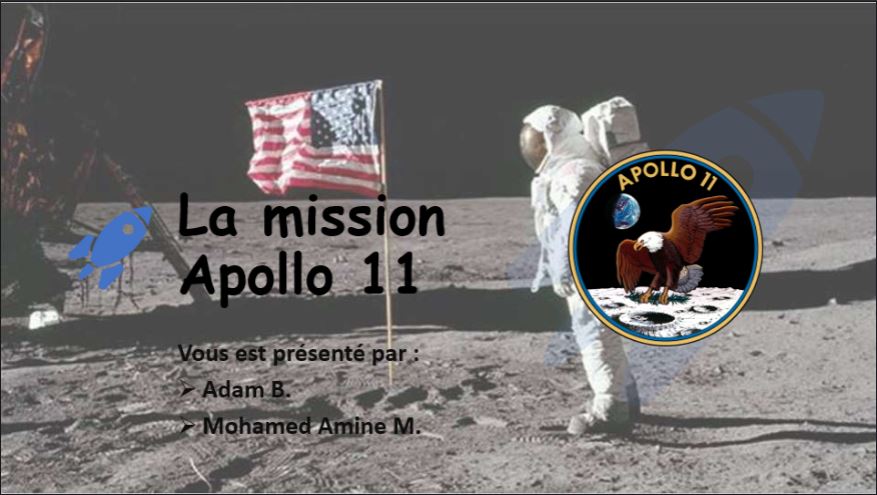 La mission
Apollo 11
APOLLO 11
Vous est présenté par :
➢ Adam B.
➢ Mohamed Amine M.